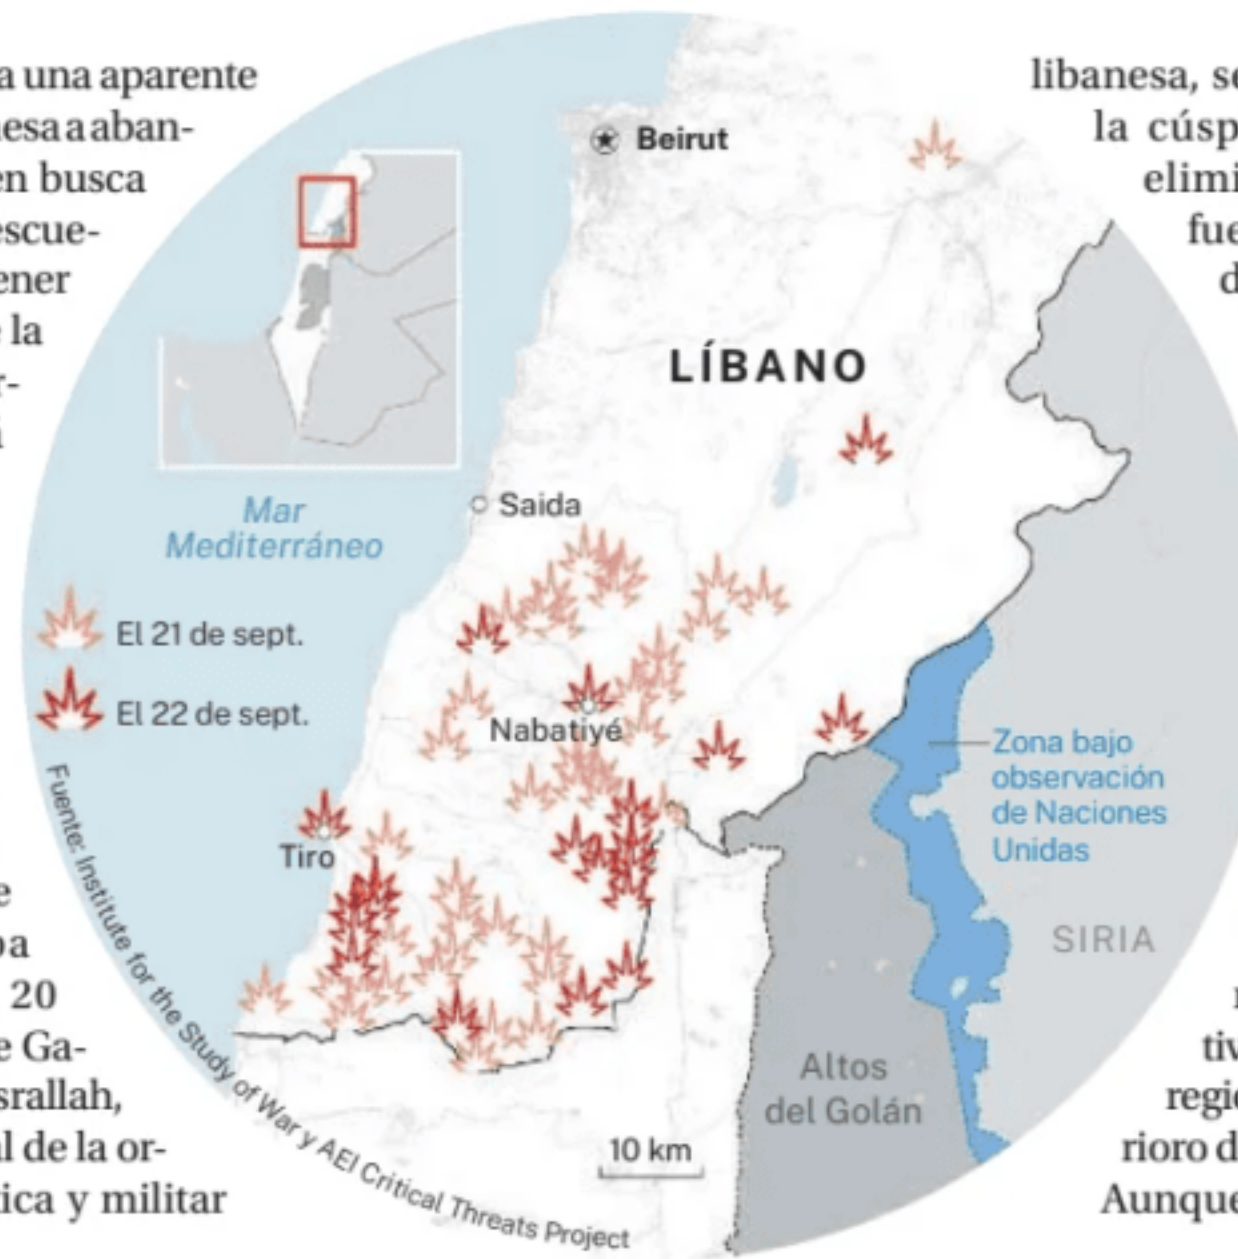 a una aparente
nesa a aban-
en busca
escue-
ener
la
r-
e
ba
20
e Ga-
srallah,
al de la or-
ica y militar
Beirut
LÍBANO
Mar
Mediterráneo
Saida
El 21 de sept.
El 22 de sept.
Nabatiyé
Tiro
Zona bajo
observación
de Naciones
Unidas
SIRIA
Altos
del Golán
10 km
Fuente: Institute for the Study of War y AEI Critical Threats Project
libanesa, se
la cúsp
elimi
fue
d
r
tiv
regi
rioro d
Aunque